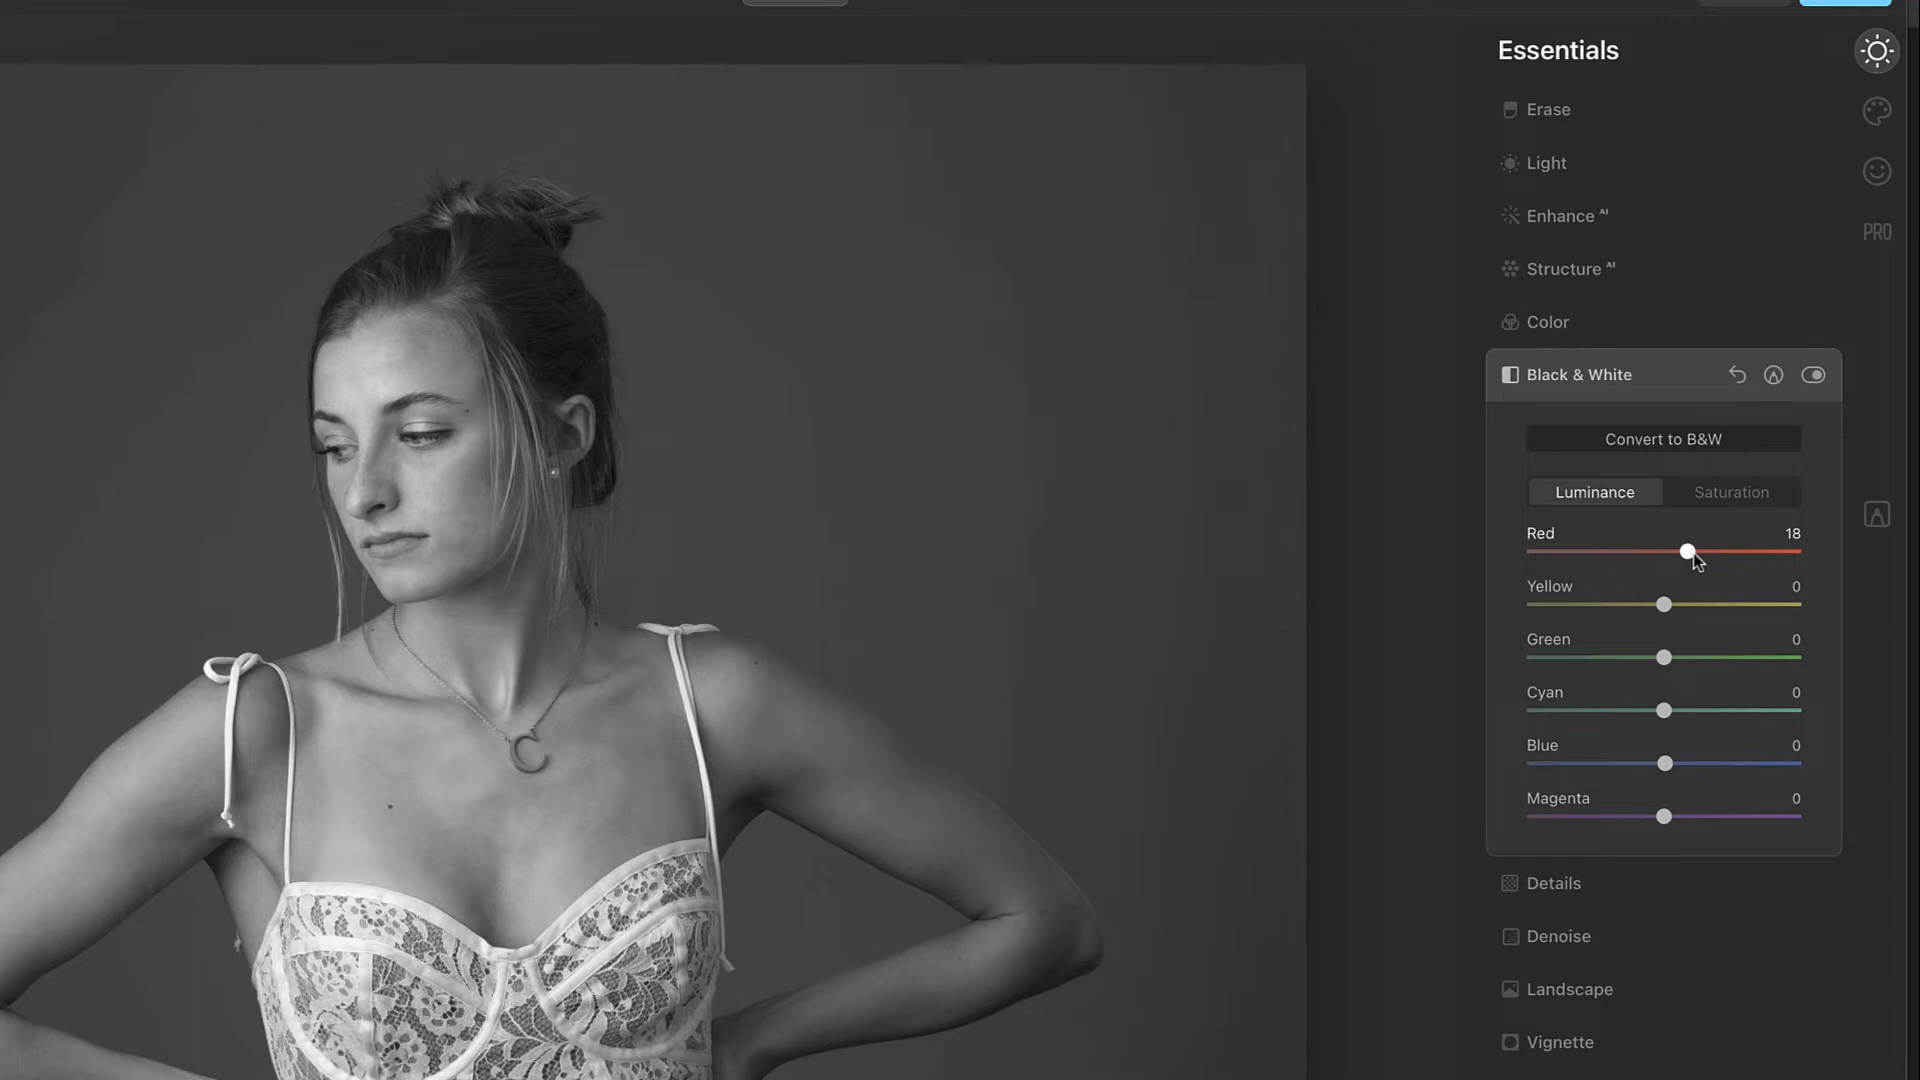 Essentials
Erase
Light
Enhance AI
PRO
Structure AI
Color
Black & White
Convert to B&W
Luminance Saturation
Red 18
Yellow 0
Green 0
Cyan 0
Blue 0
Magenta 0
Details
Denoise
Landscape
Vignette
C